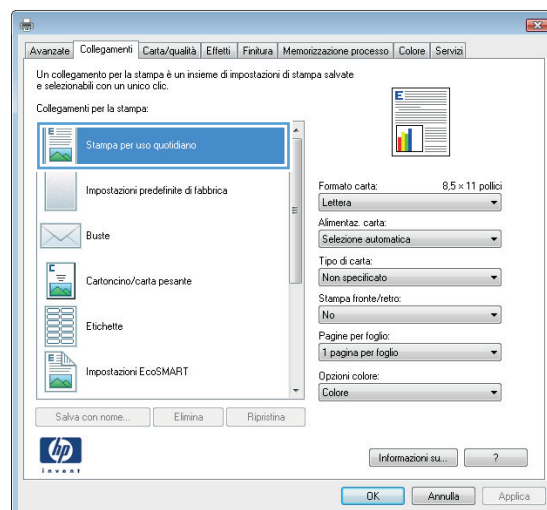 Avanzate Collegamenti Carta/qualità Effetti Finitura Memorizzazione processo Colore Servizi
Un collegamento per la stampa è un insieme di impostazioni di stampa salvate
e selezionabili con un unico clic.
Collegamenti per la stampa:
Stampa per uso quotidiano
Impostazioni predefinite di fabbrica
Buste
Cartoncino/carta pesante
Etichette
Impostazioni EcoSMART
Salva con nome... Elimina Ripristina
E
Formato carta: 8,5 × 11 pollici
Lettera
Alimentaz. carta:
Selezione automatica
Tipo di carta:
Non specificato
Stampa fronte/retro:
No
Pagine per foglio:
1 pagina per foglio
Opzioni colore:
Colore
hp
invent
Informazioni su... ?
OK Annulla Applica